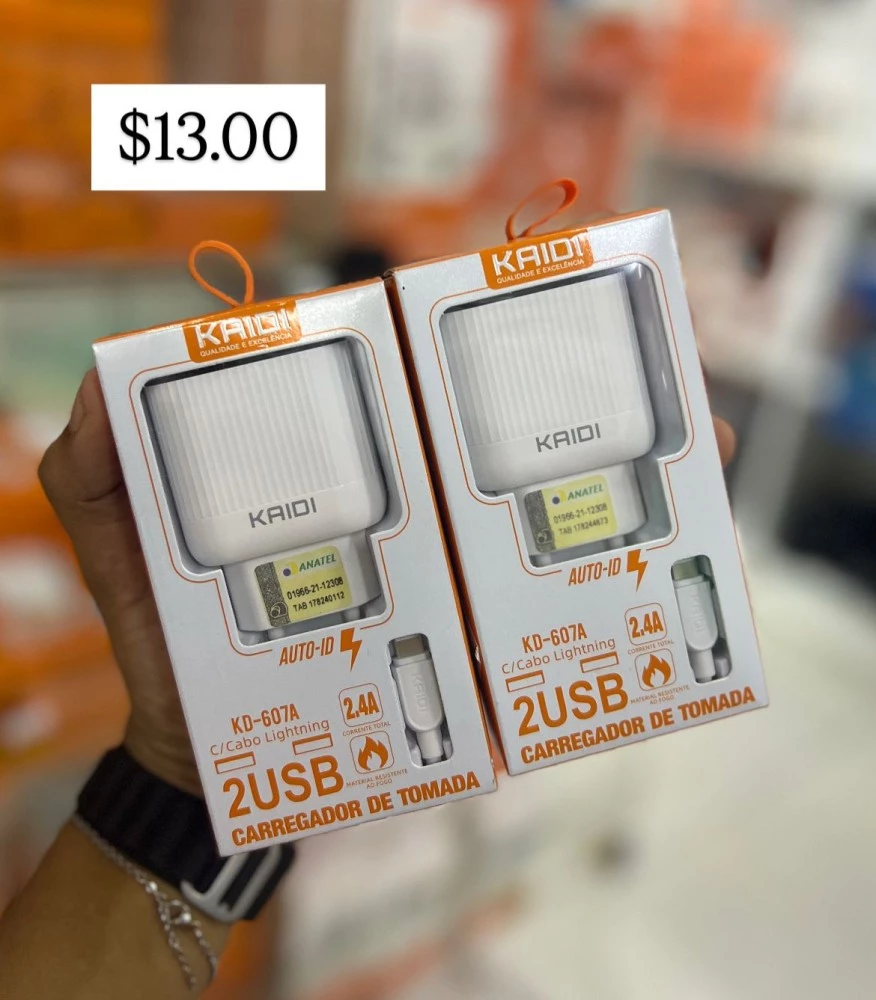 $13.00
KAIDI
QUALIDADE E EXCELÊNCIA
KAIDI
ANATEL
01966-21-12308
TAB 178240112
AUTO-ID
KD-607A
C/Cabo Lightning
2USB
2.4A
CORRENTE TOTAL
MATERIAL RESISTENTE
AO FOGO
KAIDI
CARREGADOR DE TOMADA
KAIDI
QUALIDADE E EXCELÊNCIA
KAIDI
ANATEL
01966-21-12308
TAB 178244673
AUTO-ID
KD-607A
C/Cabo Lightning
2USB
2.4A
CORRENTE TOTAL
MATERIAL RESISTENTE
AO FOGO
CARREGADOR DE TOMADA